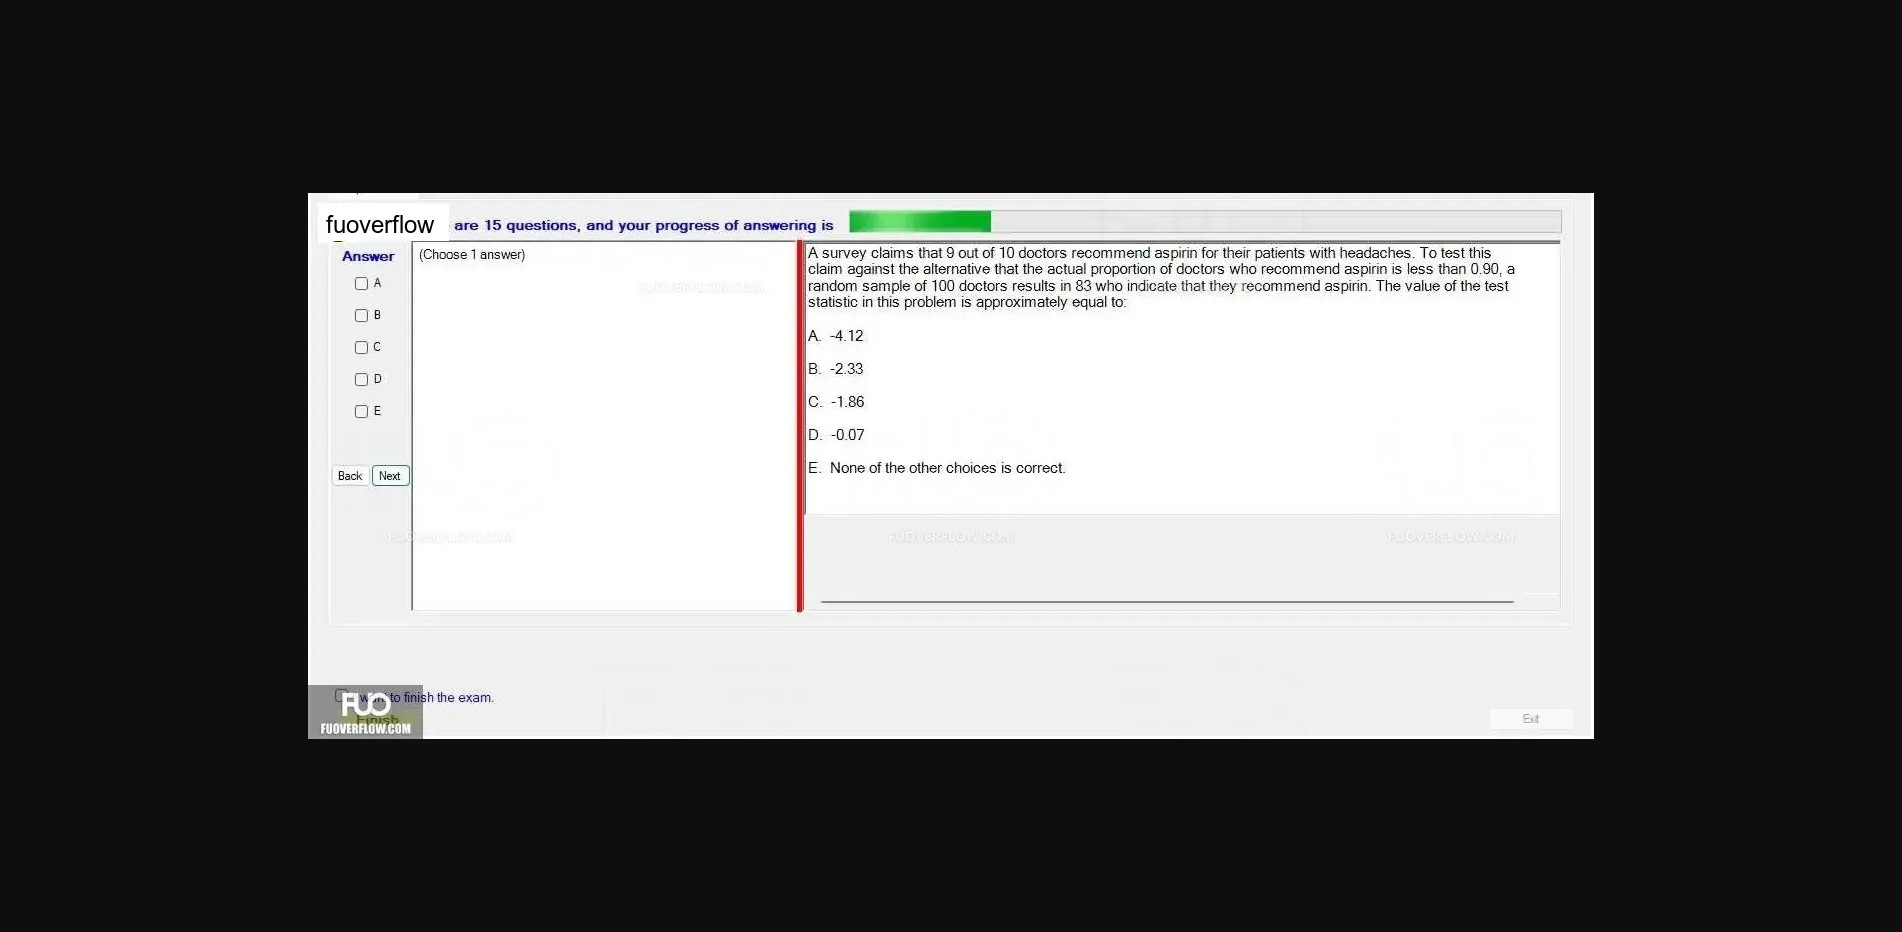 fuoverflow are 15 questions, and your progress of answering is
Answer
(Choose 1 answer)
A
B
C
D
E
Back Next
A survey claims that 9 out of 10 doctors recommend aspirin for their patients with headaches. To test this
claim against the alternative that the actual proportion of doctors who recommend aspirin is less than 0.90, a
random sample of 100 doctors results in 83 who indicate that they recommend aspirin. The value of the test
statistic in this problem is approximately equal to:
A. -4.12
B. -2.33
C. -1.86
D. -0.07
E. None of the other choices is correct.
FUOVERFLOW.COM
FUOVERFLOW.COM FUOVERFLOW.COM FUOVERFLOW.COM
want to finish the exam.
FUO
Finish
FUOVERFLOW.COM
Exit